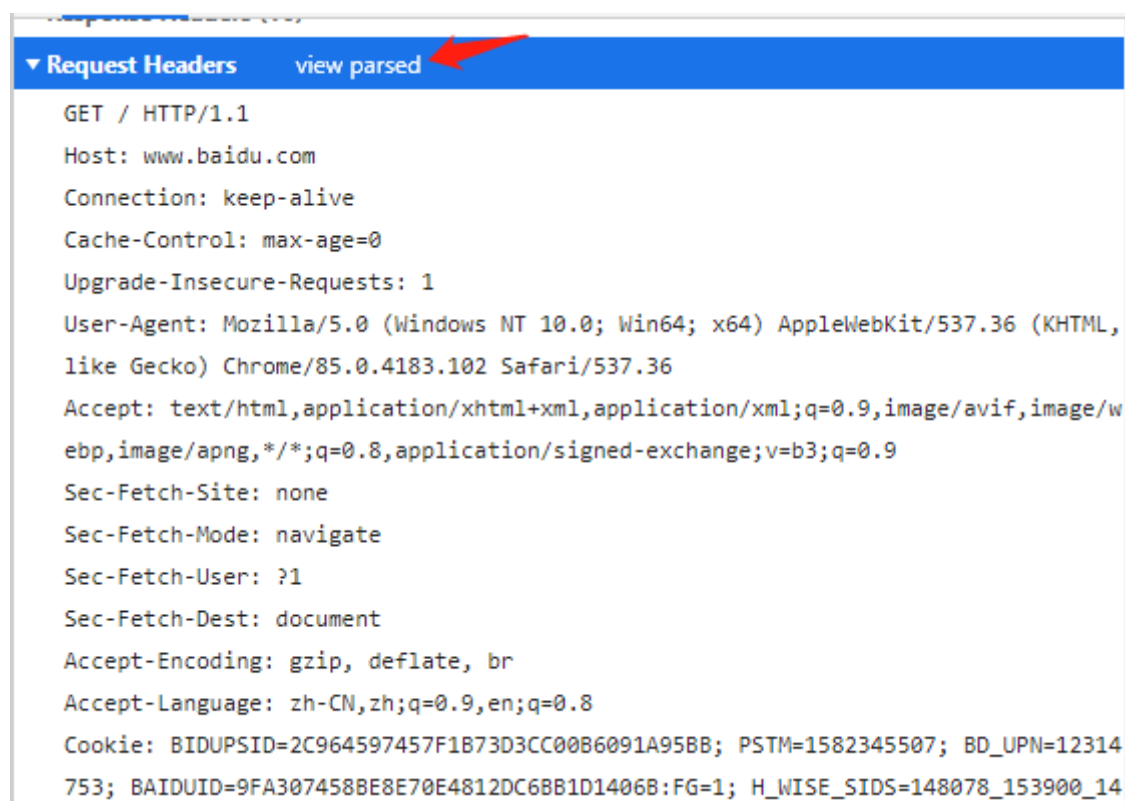 Request Headers view parsed
GET / HTTP/1.1
Host: www.baidu.com
Connection: keep-alive
Cache-Control: max-age=0
Upgrade-Insecure-Requests: 1
User-Agent: Mozilla/5.0 (Windows NT 10.0; Win64; x64) AppleWebKit/537.36 (KHTML,
like Gecko) Chrome/85.0.4183.102 Safari/537.36
Accept: text/html,application/xhtml+xml,application/xml;q=0.9,image/avif,image/w
ebp,image/apng,*/*;q=0.8,application/signed-exchange;v=b3;q=0.9
Sec-Fetch-Site: none
Sec-Fetch-Mode: navigate
Sec-Fetch-User: ?1
Sec-Fetch-Dest: document
Accept-Encoding: gzip, deflate, br
Accept-Language: zh-CN,zh;q=0.9,en;q=0.8
Cookie: BIDUPSID=2C964597457F1B73D3CC00B6091A95BB; PSTM=1582345507; BD_UPN=12314
753; BAIDUID=9FA307458BE8E70E4812DC6BB1D1406B:FG=1; H_WISE_SIDS=148078_153900_14